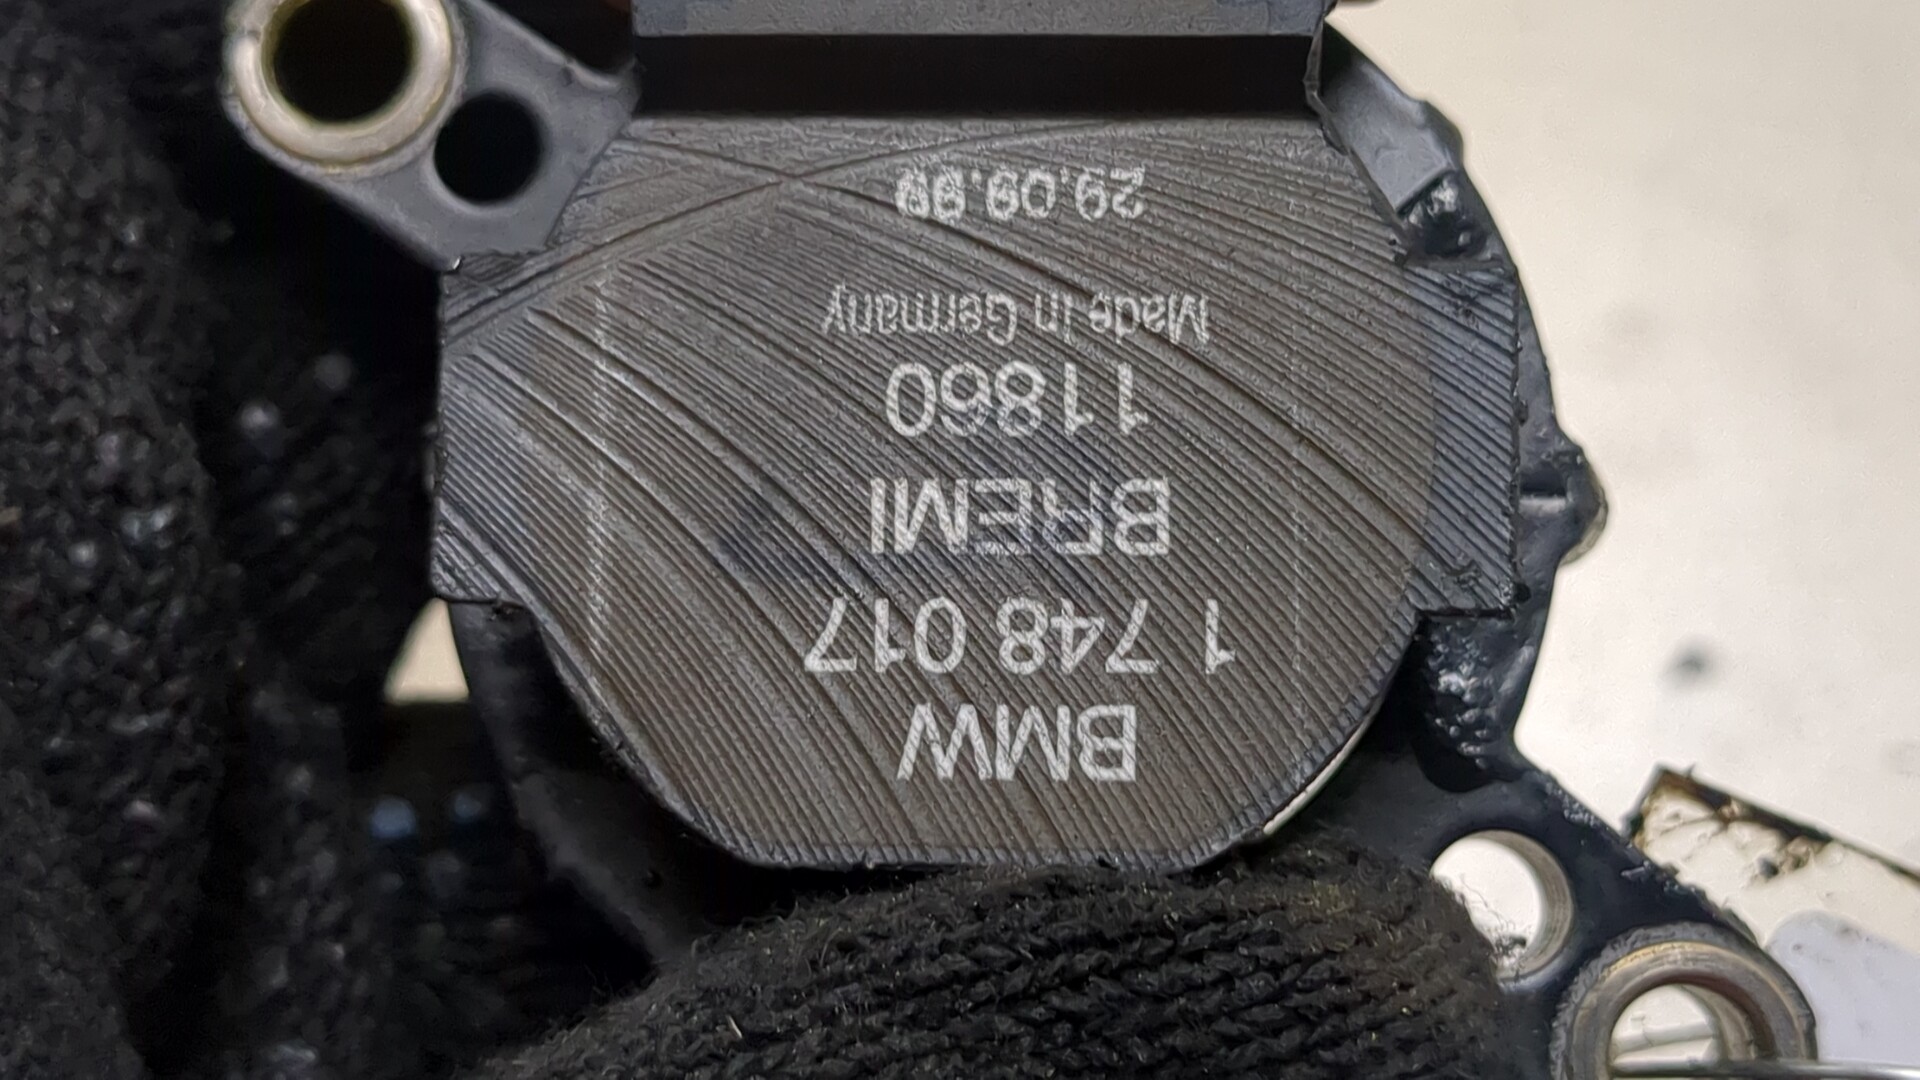 BMW
1 748 017
BREMI
11860
Made in Germany
29.09.99